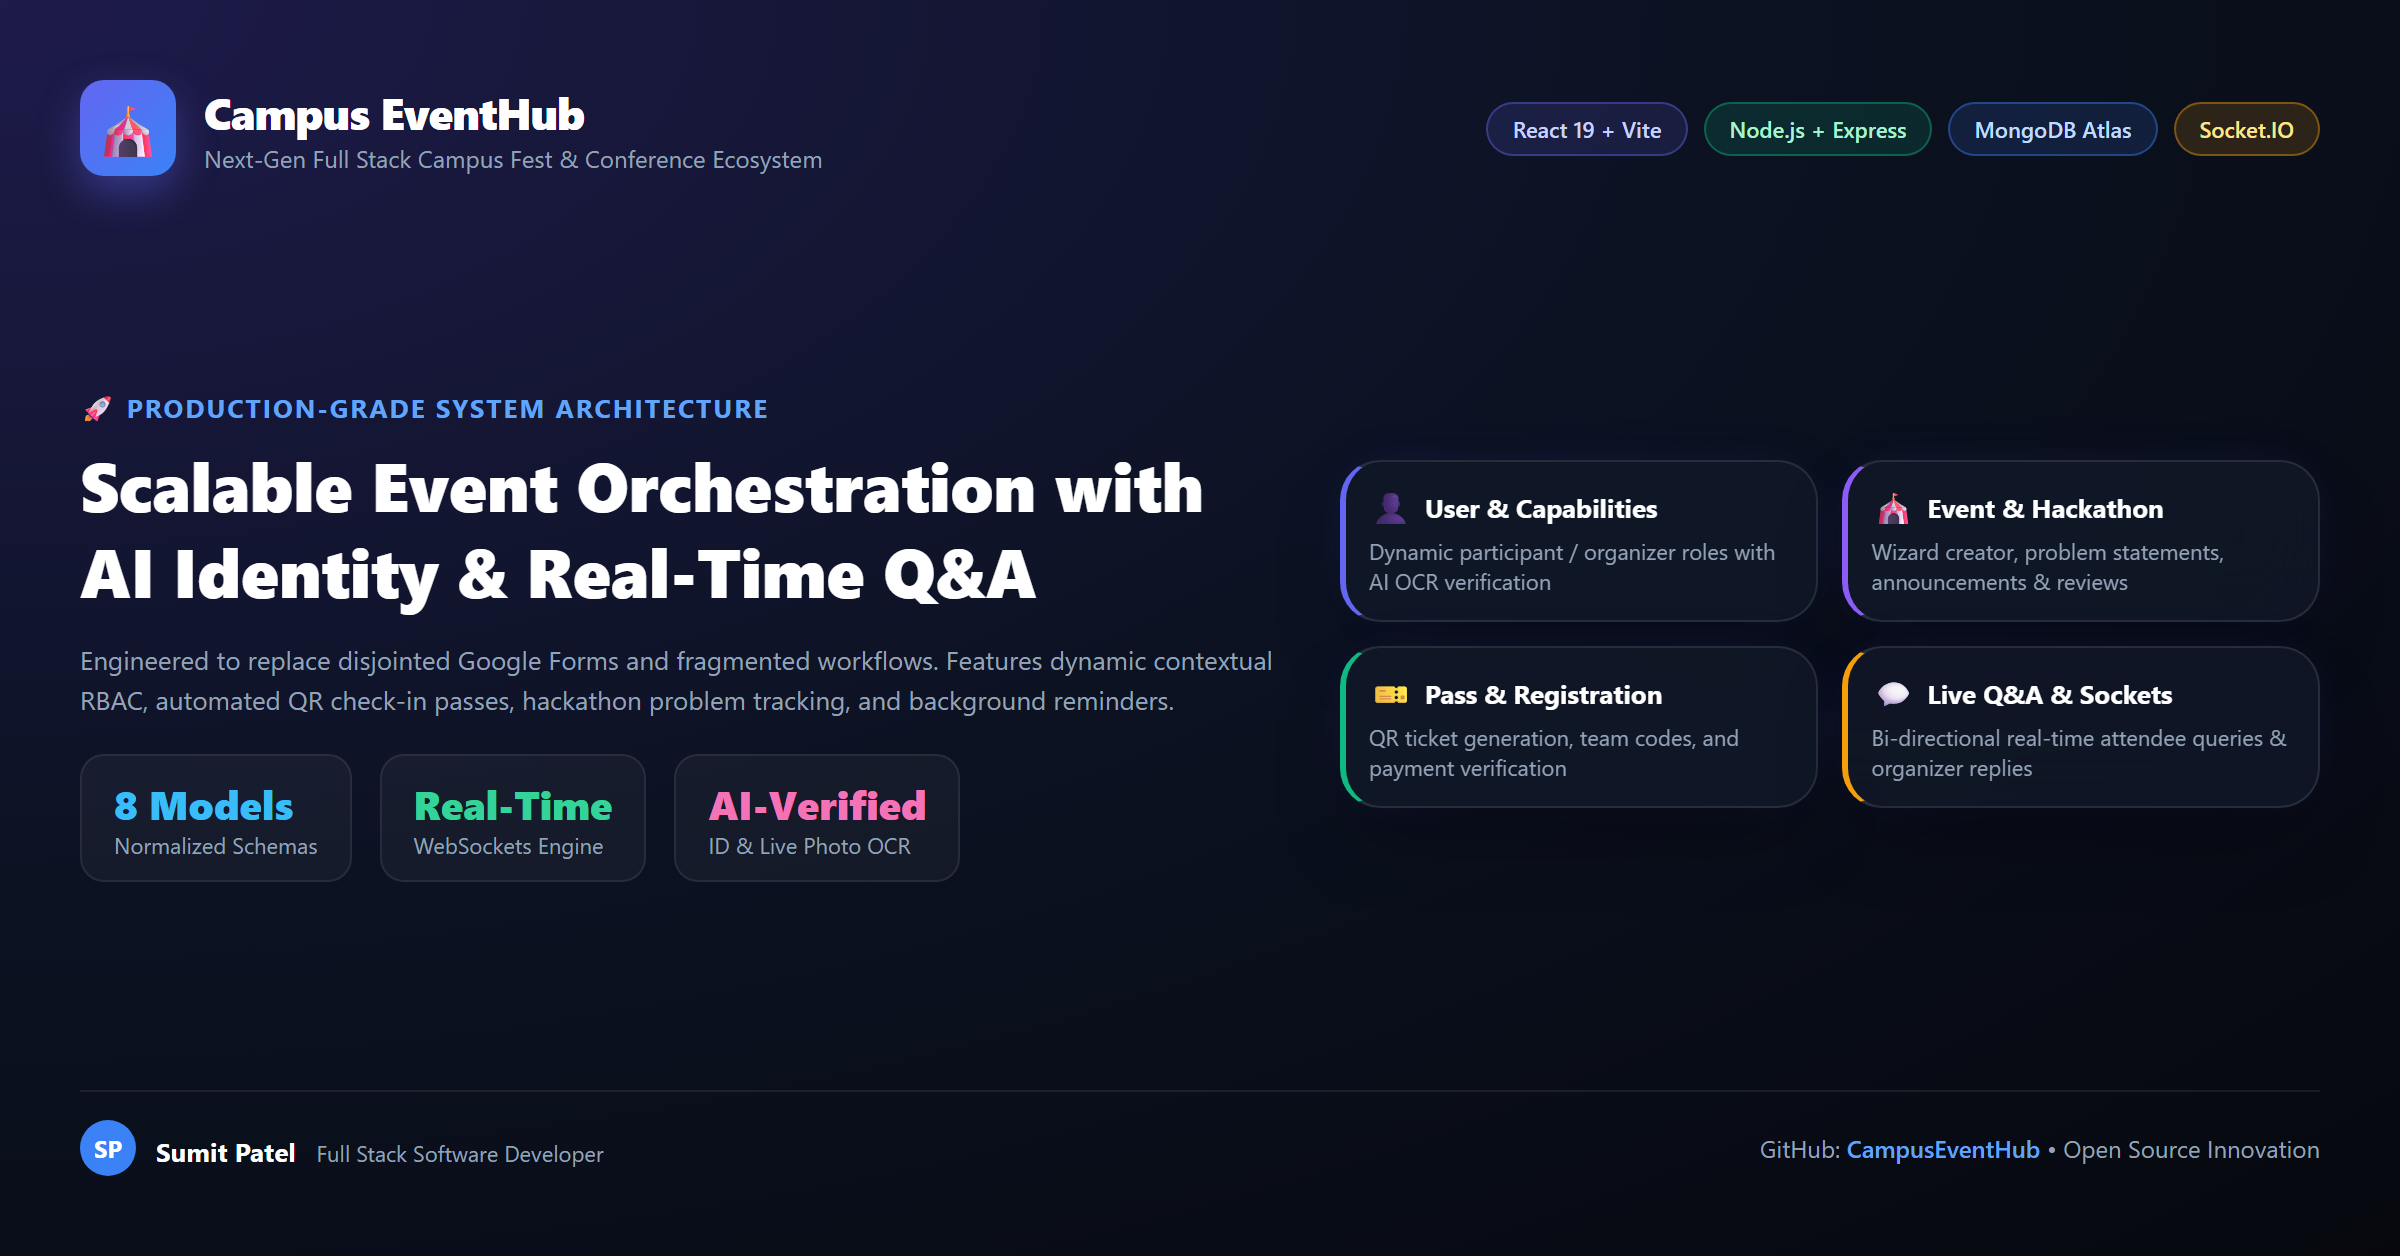 Campus EventHub
Next-Gen Full Stack Campus Fest & Conference Ecosystem
React 19 + Vite
Node.js + Express
MongoDB Atlas
Socket.IO
PRODUCTION-GRADE SYSTEM ARCHITECTURE
Scalable Event Orchestration with
AI Identity & Real-Time Q&A
Engineered to replace disjointed Google Forms and fragmented workflows. Features dynamic contextual
RBAC, automated QR check-in passes, hackathon problem tracking, and background reminders.
8 Models
Normalized Schemas
Real-Time
WebSockets Engine
AI-Verified
ID & Live Photo OCR
User & Capabilities
Dynamic participant / organizer roles with
AI OCR verification
Event & Hackathon
Wizard creator, problem statements,
announcements & reviews
Pass & Registration
QR ticket generation, team codes, and
payment verification
Live Q&A & Sockets
Bi-directional real-time attendee queries &
organizer replies
SP
Sumit Patel
Full Stack Software Developer
GitHub: CampusEventHub • Open Source Innovation